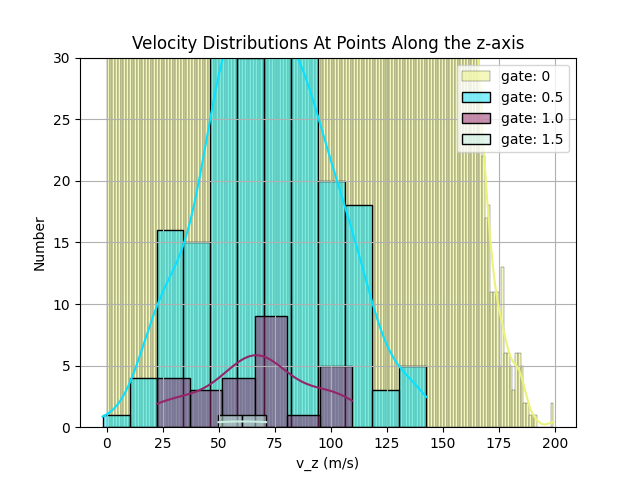 Velocity Distributions At Points Along the z-axis
gate: 0
gate: 0.5
gate: 1.0
gate: 1.5
30
25
20
15
10
5
0
Number
0
25
50
75
100
125
150
175
200
v_z (m/s)